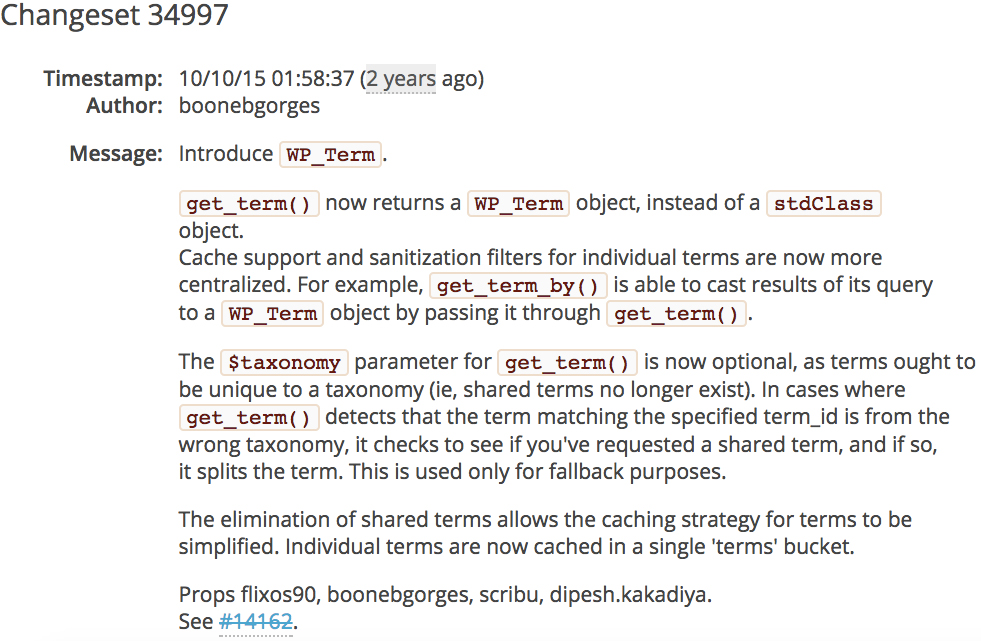 Changeset 34997
Timestamp: 10/10/15 01:58:37 (2 years ago)
Author: boonebgorges
Message: Introduce WP_Term.
get_term() now returns a WP_Term object, instead of a stdClass
object.
Cache support and sanitization filters for individual terms are now more
centralized. For example, get_term_by() is able to cast results of its query
to a WP_Term object by passing it through get_term().
The $taxonomy parameter for get_term() is now optional, as terms ought to
be unique to a taxonomy (ie, shared terms no longer exist). In cases where
get_term() detects that the term matching the specified term_id is from the
wrong taxonomy, it checks to see if you've requested a shared term, and if so,
it splits the term. This is used only for fallback purposes.
The elimination of shared terms allows the caching strategy for terms to be
simplified. Individual terms are now cached in a single 'terms' bucket.
Props flixos90, boonebgorges, scribu, dipesh.kakadiya.
See #14162.